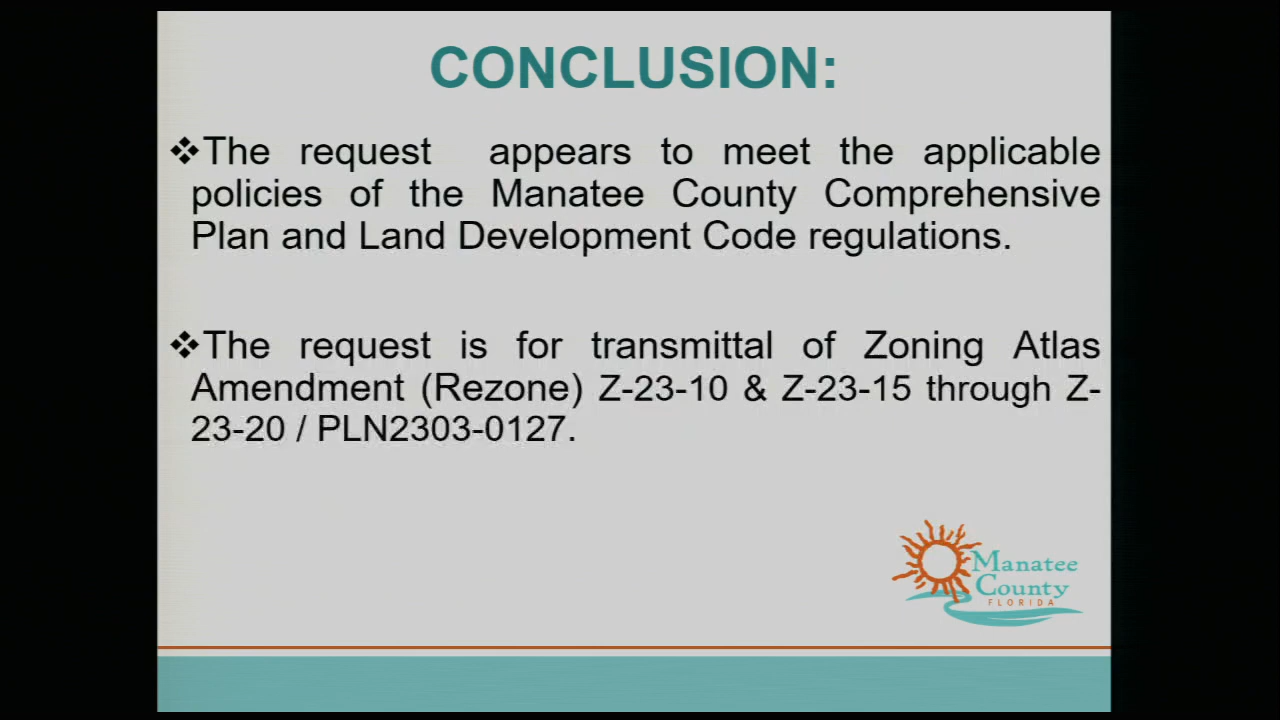 CONCLUSION:
❖The request appears to meet the applicable
policies of the Manatee County Comprehensive
Plan and Land Development Code regulations.
❖The request is for transmittal of Zoning Atlas
Amendment (Rezone) Z-23-10 & Z-23-15 through Z-
23-20 / PLN2303-0127.
Manatee
County
FLORIDA